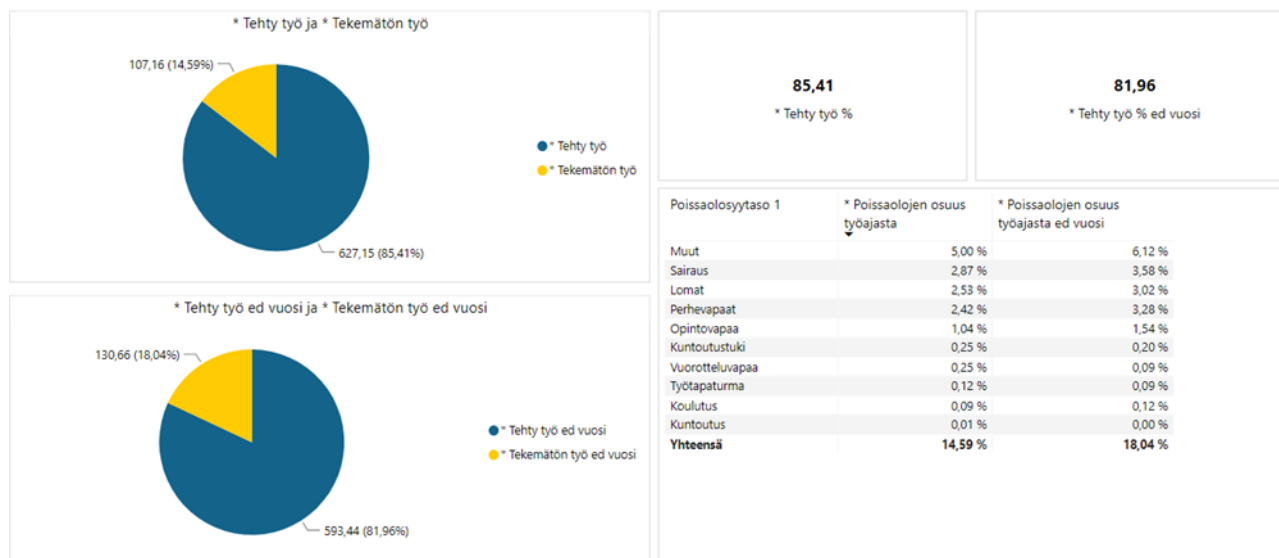 * Tehty työ ja * Tekemätön työ
107,16 (14,59%)
627,15 (85,41%)
* Tehty työ
* Tekemätön työ
* Tehty työ ed vuosi ja * Tekemätön työ ed vuosi
130,66 (18,04%)
593,44 (81,96%)
* Tehty työ ed vuosi
* Tekemätön työ ed vuosi
85,41
* Tehty työ %
81,96
* Tehty työ % ed vuosi
Poissaolosyytaso 1 * Poissaolojen osuus työajasta * Poissaolojen osuus työajasta ed vuosi
Muut 5,00 % 6,12 %
Sairaus 2,87 % 3,58 %
Lomat 2,53 % 3,02 %
Perhevapaat 2,42 % 3,28 %
Opintovapaa 1,04 % 1,54 %
Kuntoutustuki 0,25 % 0,20 %
Vuorotteluvapaa 0,25 % 0,09 %
Työtapaturma 0,12 % 0,09 %
Koulutus 0,09 % 0,12 %
Kuntoutus 0,01 % 0,00 %
Yhteensä 14,59 % 18,04 %